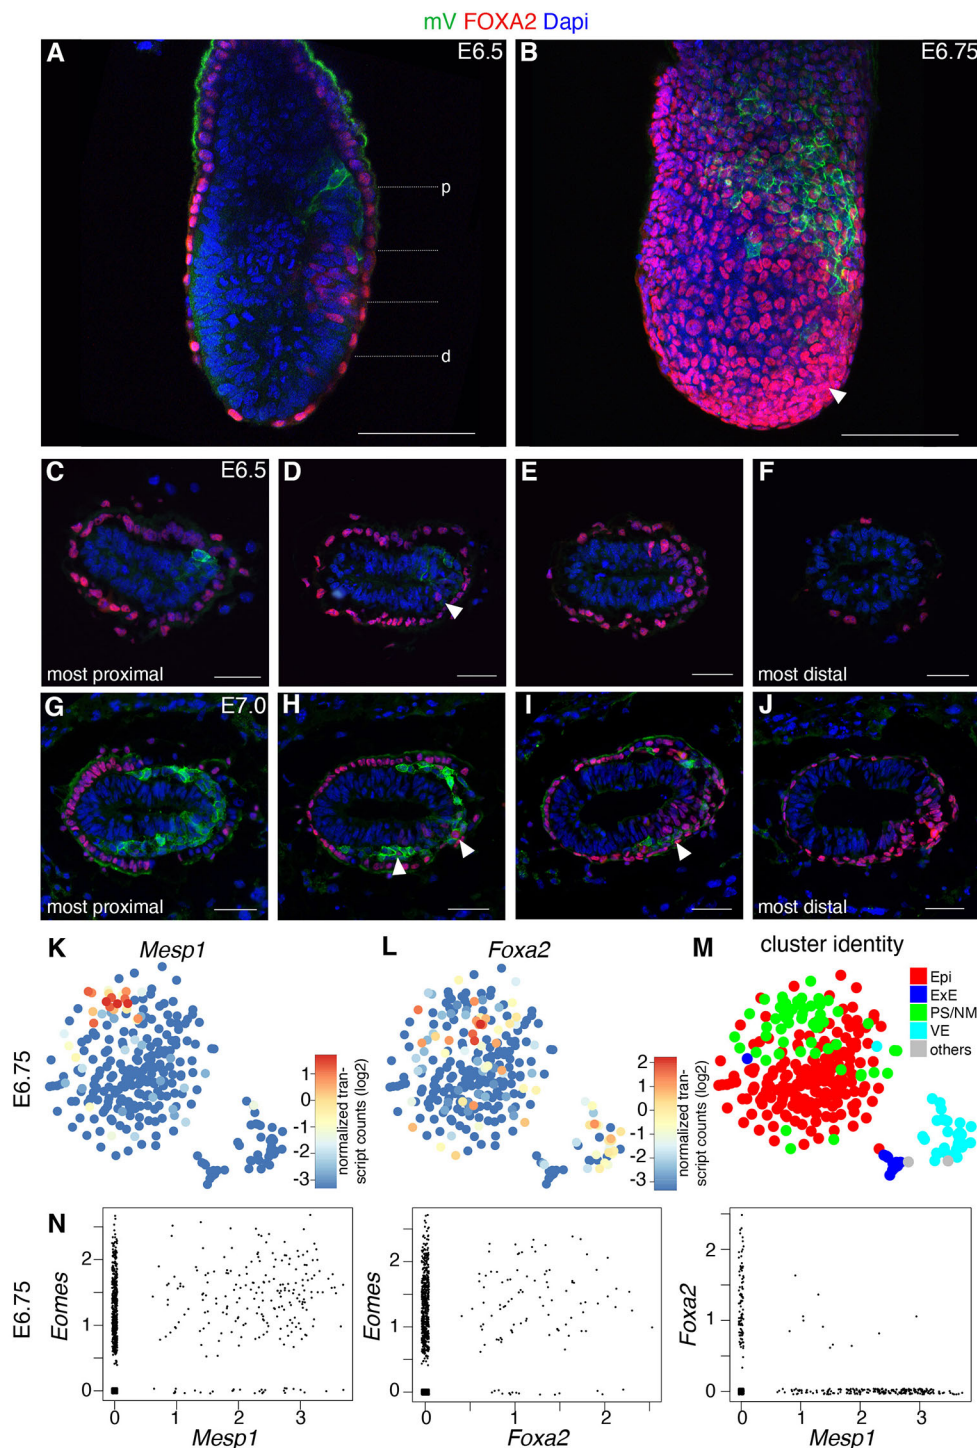 mV FOXA2 Dapi
A
E6.5
p
d
B
E6.75
C
E6.5
most proximal
D
E
F
most distal
G
E7.0
most proximal
H
I
J
most distal
E6.75
K
Mesp1
1
0
-1
-2
-3
normalized tran-
script counts (log2)
L
Foxa2
2
1
0
-1
-2
-3
normalized tran-
script counts (log2)
M
cluster identity
Epi
ExE
PS/NM
VE
others
N
E6.75
Eomes
2
1
0
0
1
2
3
Mesp1
Eomes
2
1
0
0
1
2
Foxa2
Foxa2
2
1
0
0
1
2
3
Mesp1